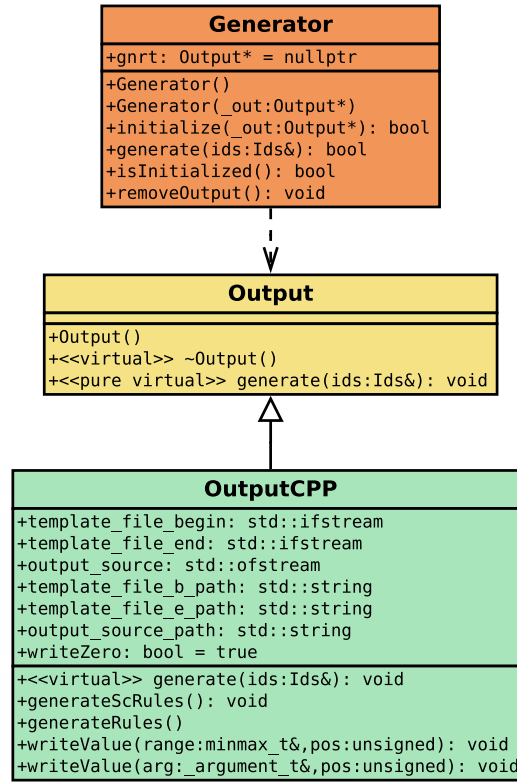 Generator
+gnrt: Output* = nullptr
+Generator()
+Generator(_out:Output*)
+initialize(_out:Output*): bool
+generate(ids:Ids&): bool
+isInitialized(): bool
+removeOutput(): void
Output
+Output()
+<<virtual>> ~Output()
+<<pure virtual>> generate(ids:Ids&): void
OutputCPP
+template_file_begin: std::ifstream
+template_file_end: std::ifstream
+output_source: std::ofstream
+template_file_b_path: std::string
+template_file_e_path: std::string
+output_source_path: std::string
+writeZero: bool = true
+<<virtual>> generate(ids:Ids&): void
+generateScRules(): void
+generateRules()
+writeValue(range:minmax_t&,pos:unsigned): void
+writeValue(arg:_argument_t&,pos:unsigned): void